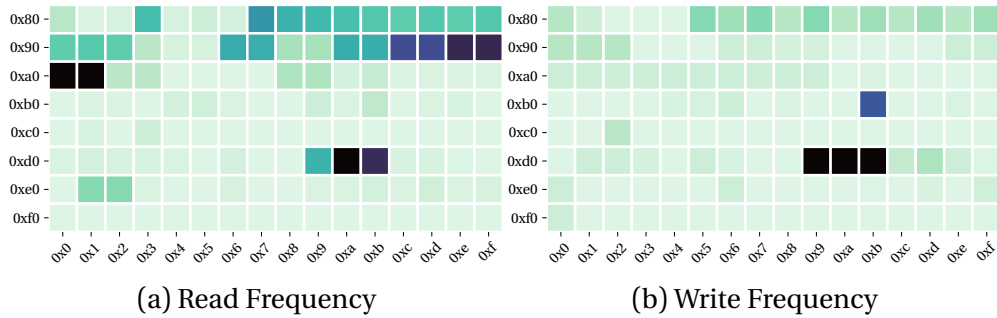 0x80
0x90
0xa0
0xb0
0xc0
0xd0
0xe0
0xf0
0x0 0x1 0x2 0x3 0x4 0x5 0x6 0x7 0x8 0x9 0xa 0xb 0xc 0xd 0xe 0xf
(a) Read Frequency
0x80
0x90
0xa0
0xb0
0xc0
0xd0
0xe0
0xf0
0x0 0x1 0x2 0x3 0x4 0x5 0x6 0x7 0x8 0x9 0xa 0xb 0xc 0xd 0xe 0xf
(b) Write Frequency